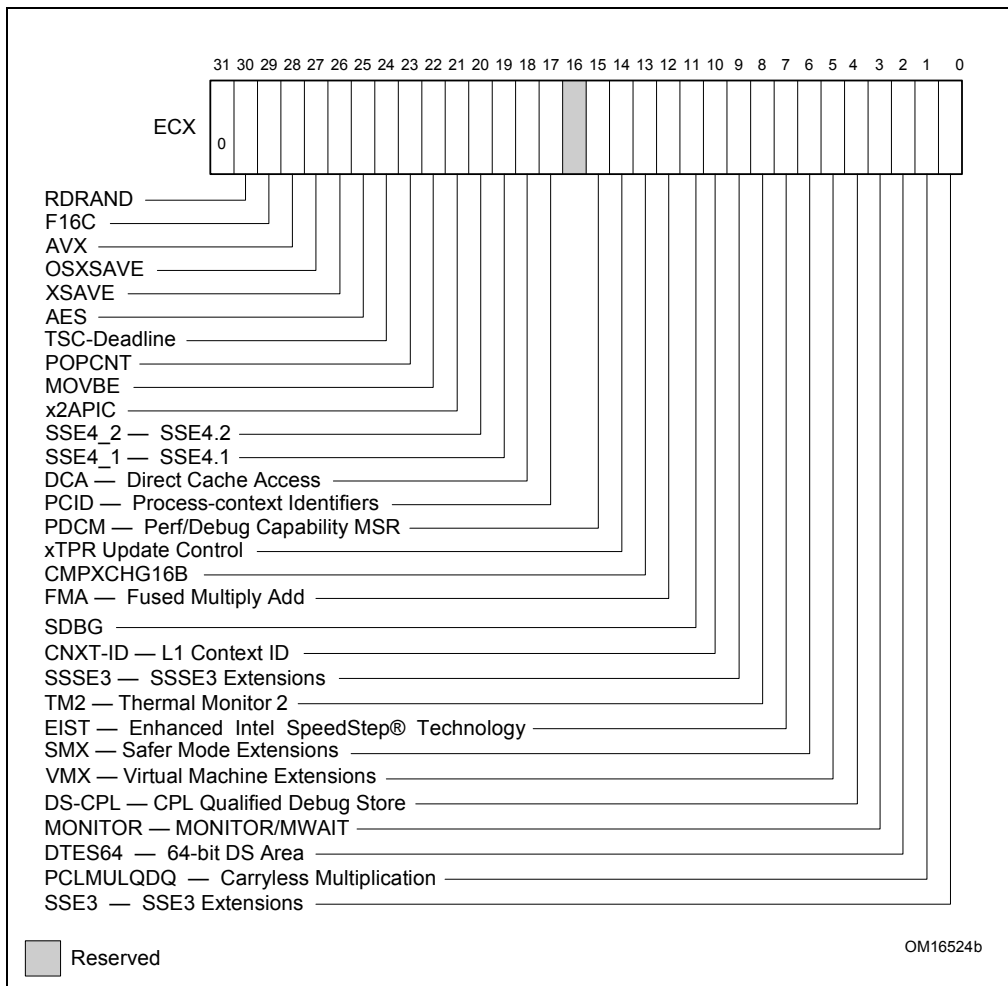 31 30 29 28 27 26 25 24 23 22 21 20 19 18 17 16 15 14 13 12 11 10 9 8 7 6 5 4 3 2 1 0
ECX
0
RDRAND
F16C
AVX
OSXSAVE
XSAVE
AES
TSC-Deadline
POPCNT
MOVBE
x2APIC
SSE4_2 — SSE4.2
SSE4_1 — SSE4.1
DCA — Direct Cache Access
PCID — Process-context Identifiers
PDCM — Perf/Debug Capability MSR
xTPR Update Control
CMPXCHG16B
FMA — Fused Multiply Add
SDBG
CNXT-ID — L1 Context ID
SSSE3 — SSSE3 Extensions
TM2 — Thermal Monitor 2
EIST — Enhanced Intel SpeedStep® Technology
SMX — Safer Mode Extensions
VMX — Virtual Machine Extensions
DS-CPL — CPL Qualified Debug Store
MONITOR — MONITOR/MWAIT
DTES64 — 64-bit DS Area
PCLMULQDQ — Carryless Multiplication
SSE3 — SSE3 Extensions
Reserved
OM16524b